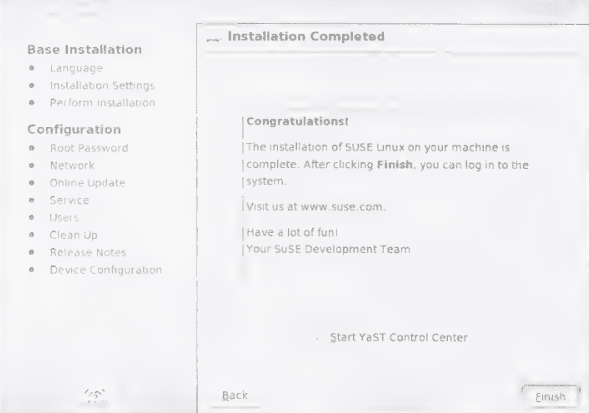 Base Installation
Language
Installation Settings
Perform Installation
Configuration
Root Password
Network
Online Update
Service
Users
Clean Up
Release Notes
Device Configuration
Installation Completed
Congratulations!
The installation of SUSE Linux on your machine is
complete. After clicking Finish, you can log in to the
system.
Visit us at www.suse.com.
Have a lot of fun!
Your SuSE Development Team
Start YaST Control Center
Back
Finish